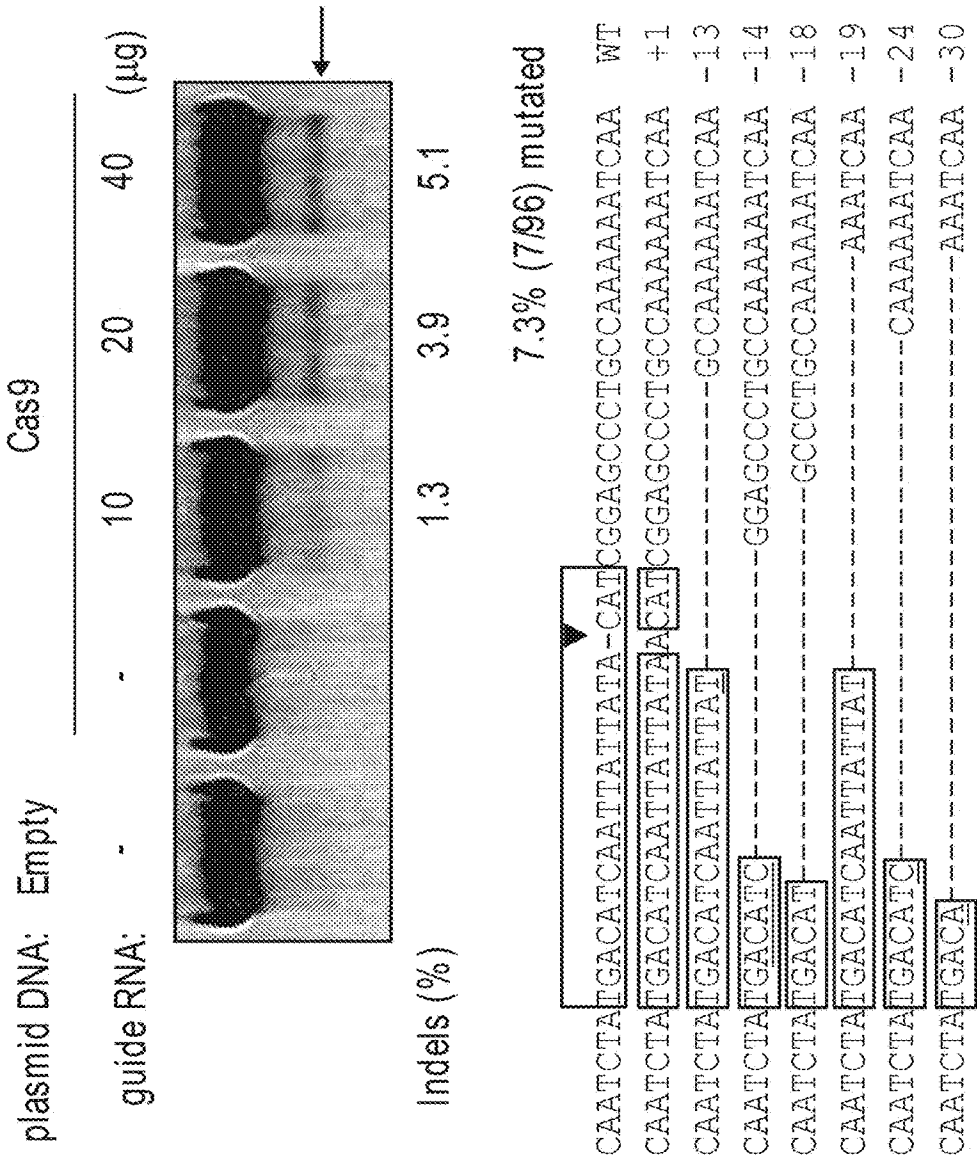 plasmid DNA: Empty Cas9
guide RNA: - - 10 20 40 (µg)
Indels (%) 1.3 3.9 5.1
7.3% (7/96) mutated
CAATCTATGACATCAATTATTATA-CATCGGAGCCCTGCCAAAAAATCAA WT
CAATCTATGACATCAATTATTATAACATCGGAGCCCTGCCAAAAAATCAA +1
CAATCTATGACATCAATTATTAT--------------GCCAAAAAATCAA -13
CAATCTATGACATC---------------GGAGCCCTGCCAAAAAATCAA -14
CAATCTATGACAT-------------------GCCCTGCCAAAAAATCAA -18
CAATCTATGACATCAATTATTAT--------------------AAATCAA -19
CAATCTATGACATC-------------------------CAAAAAATCAA -24
CAATCTATGACA-------------------------------AAATCAA -30